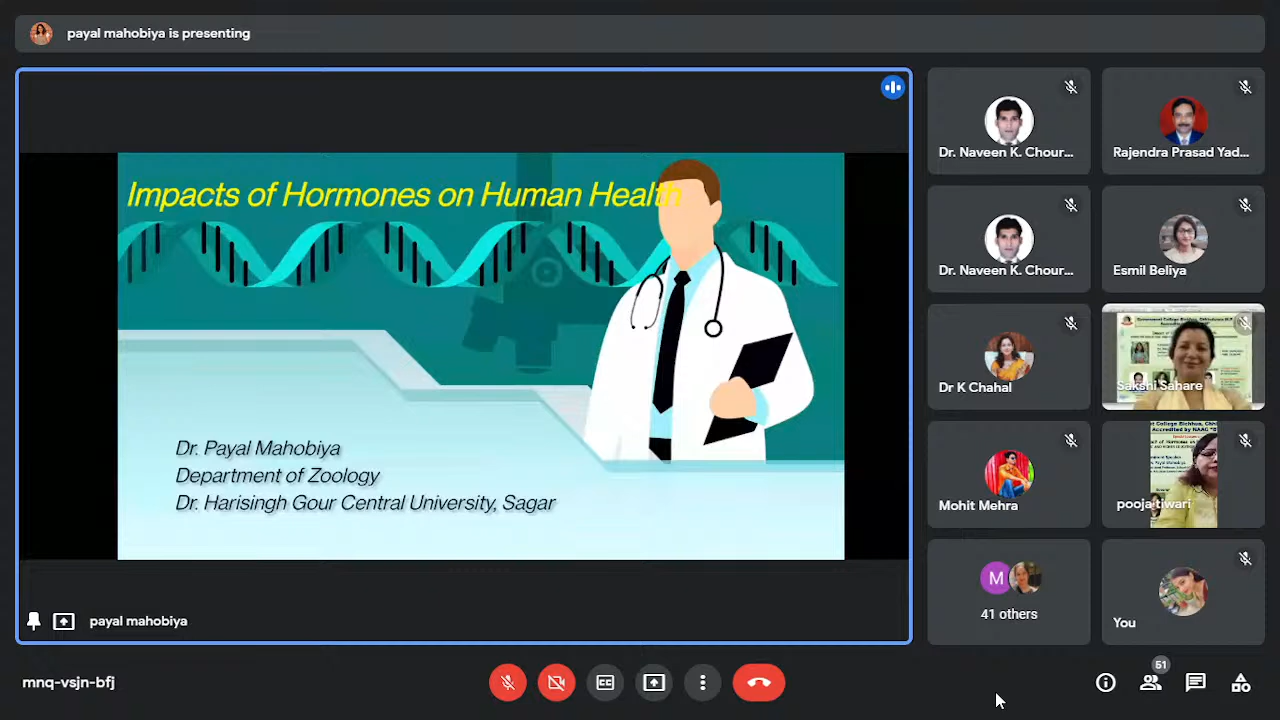 payal mahobiya is presenting
Impacts of Hormones on Human Health
Dr. Payal Mahobiya
Department of Zoology
Dr. Harisingh Gour Central University, Sagar
payal mahobiya
Dr. Naveen K. Chour...
Rajendra Prasad Yad...
Dr. Naveen K. Chour...
Esmil Beliya
Dr K Chahal
Sakshi Sahare
Mohit Mehra
pooja tiwari
M
41 others
You
mnq-vsjn-bfj
CC
51